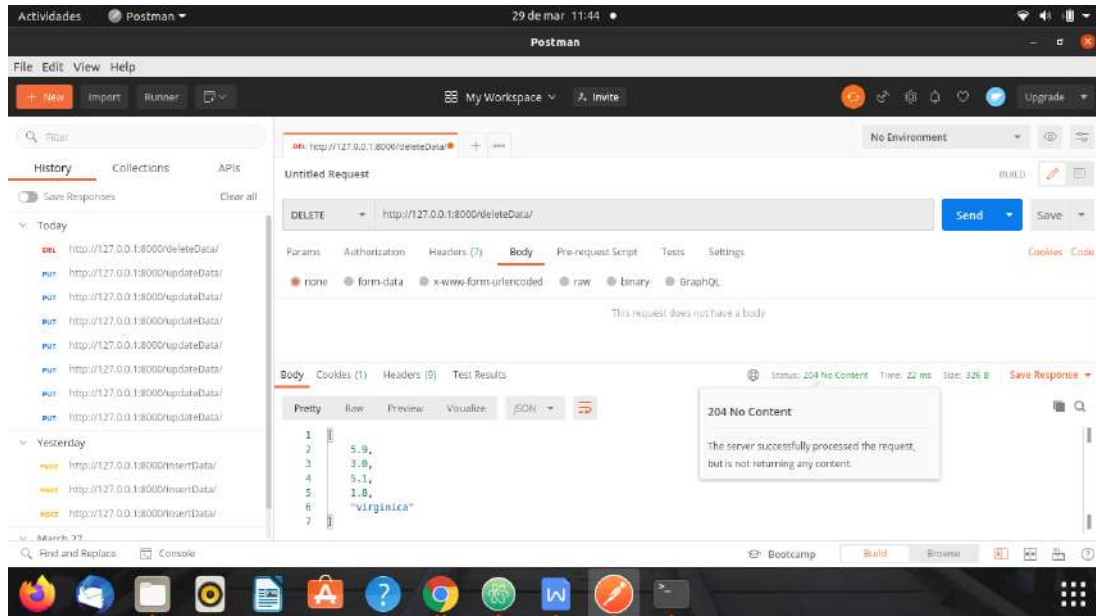 Actividades Postman 29 de mar 11:44
Postman
File Edit View Help
+ New Import Runner My Workspace Invite Upgrade
Filter
History Collections APIs
Save Responses Clear all
Today
DEL http://127.0.0.1:8000/deleteData/
PUT http://127.0.0.1:8000/updateData/
PUT http://127.0.0.1:8000/updateData/
PUT http://127.0.0.1:8000/updateData/
PUT http://127.0.0.1:8000/updateData/
PUT http://127.0.0.1:8000/updateData/
PUT http://127.0.0.1:8000/updateData/
PUT http://127.0.0.1:8000/updateData/
Yesterday
POST http://127.0.0.1:8000/insertData/
POST http://127.0.0.1:8000/insertData/
POST http://127.0.0.1:8000/insertData/
March 27
DEL http://127.0.0.1:8000/deleteData/ + ooo No Environment
Untitled Request BUILD
DELETE http://127.0.0.1:8000/deleteData/ Send Save
Params Authorization Headers (7) Body Pre-request Script Tests Settings Cookies Code
none form-data x-www-form-urlencoded raw binary GraphQL
This request does not have a body
Body Cookies (1) Headers (9) Test Results Status: 204 No Content Time: 22 ms Size: 326 B Save Response
Pretty Raw Preview Visualize JSON
204 No Content
The server successfully processed the request,
but is not returning any content.
1 [
2 5.9,
3 3.0,
4 5.1,
5 1.8,
6 "virginica"
7 ]
Find and Replace Console Bootcamp Build Browse